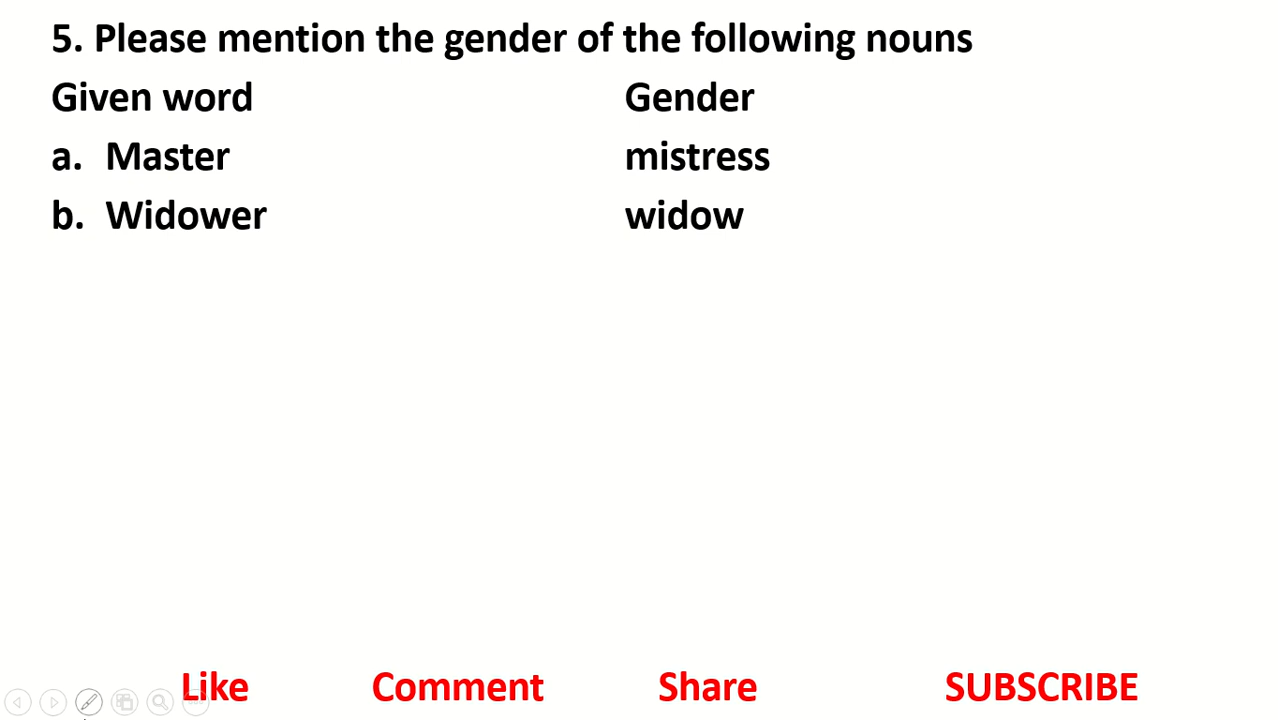 5. Please mention the gender of the following nouns
Given word Gender
a. Master mistress
b. Widower widow
Like Comment Share SUBSCRIBE